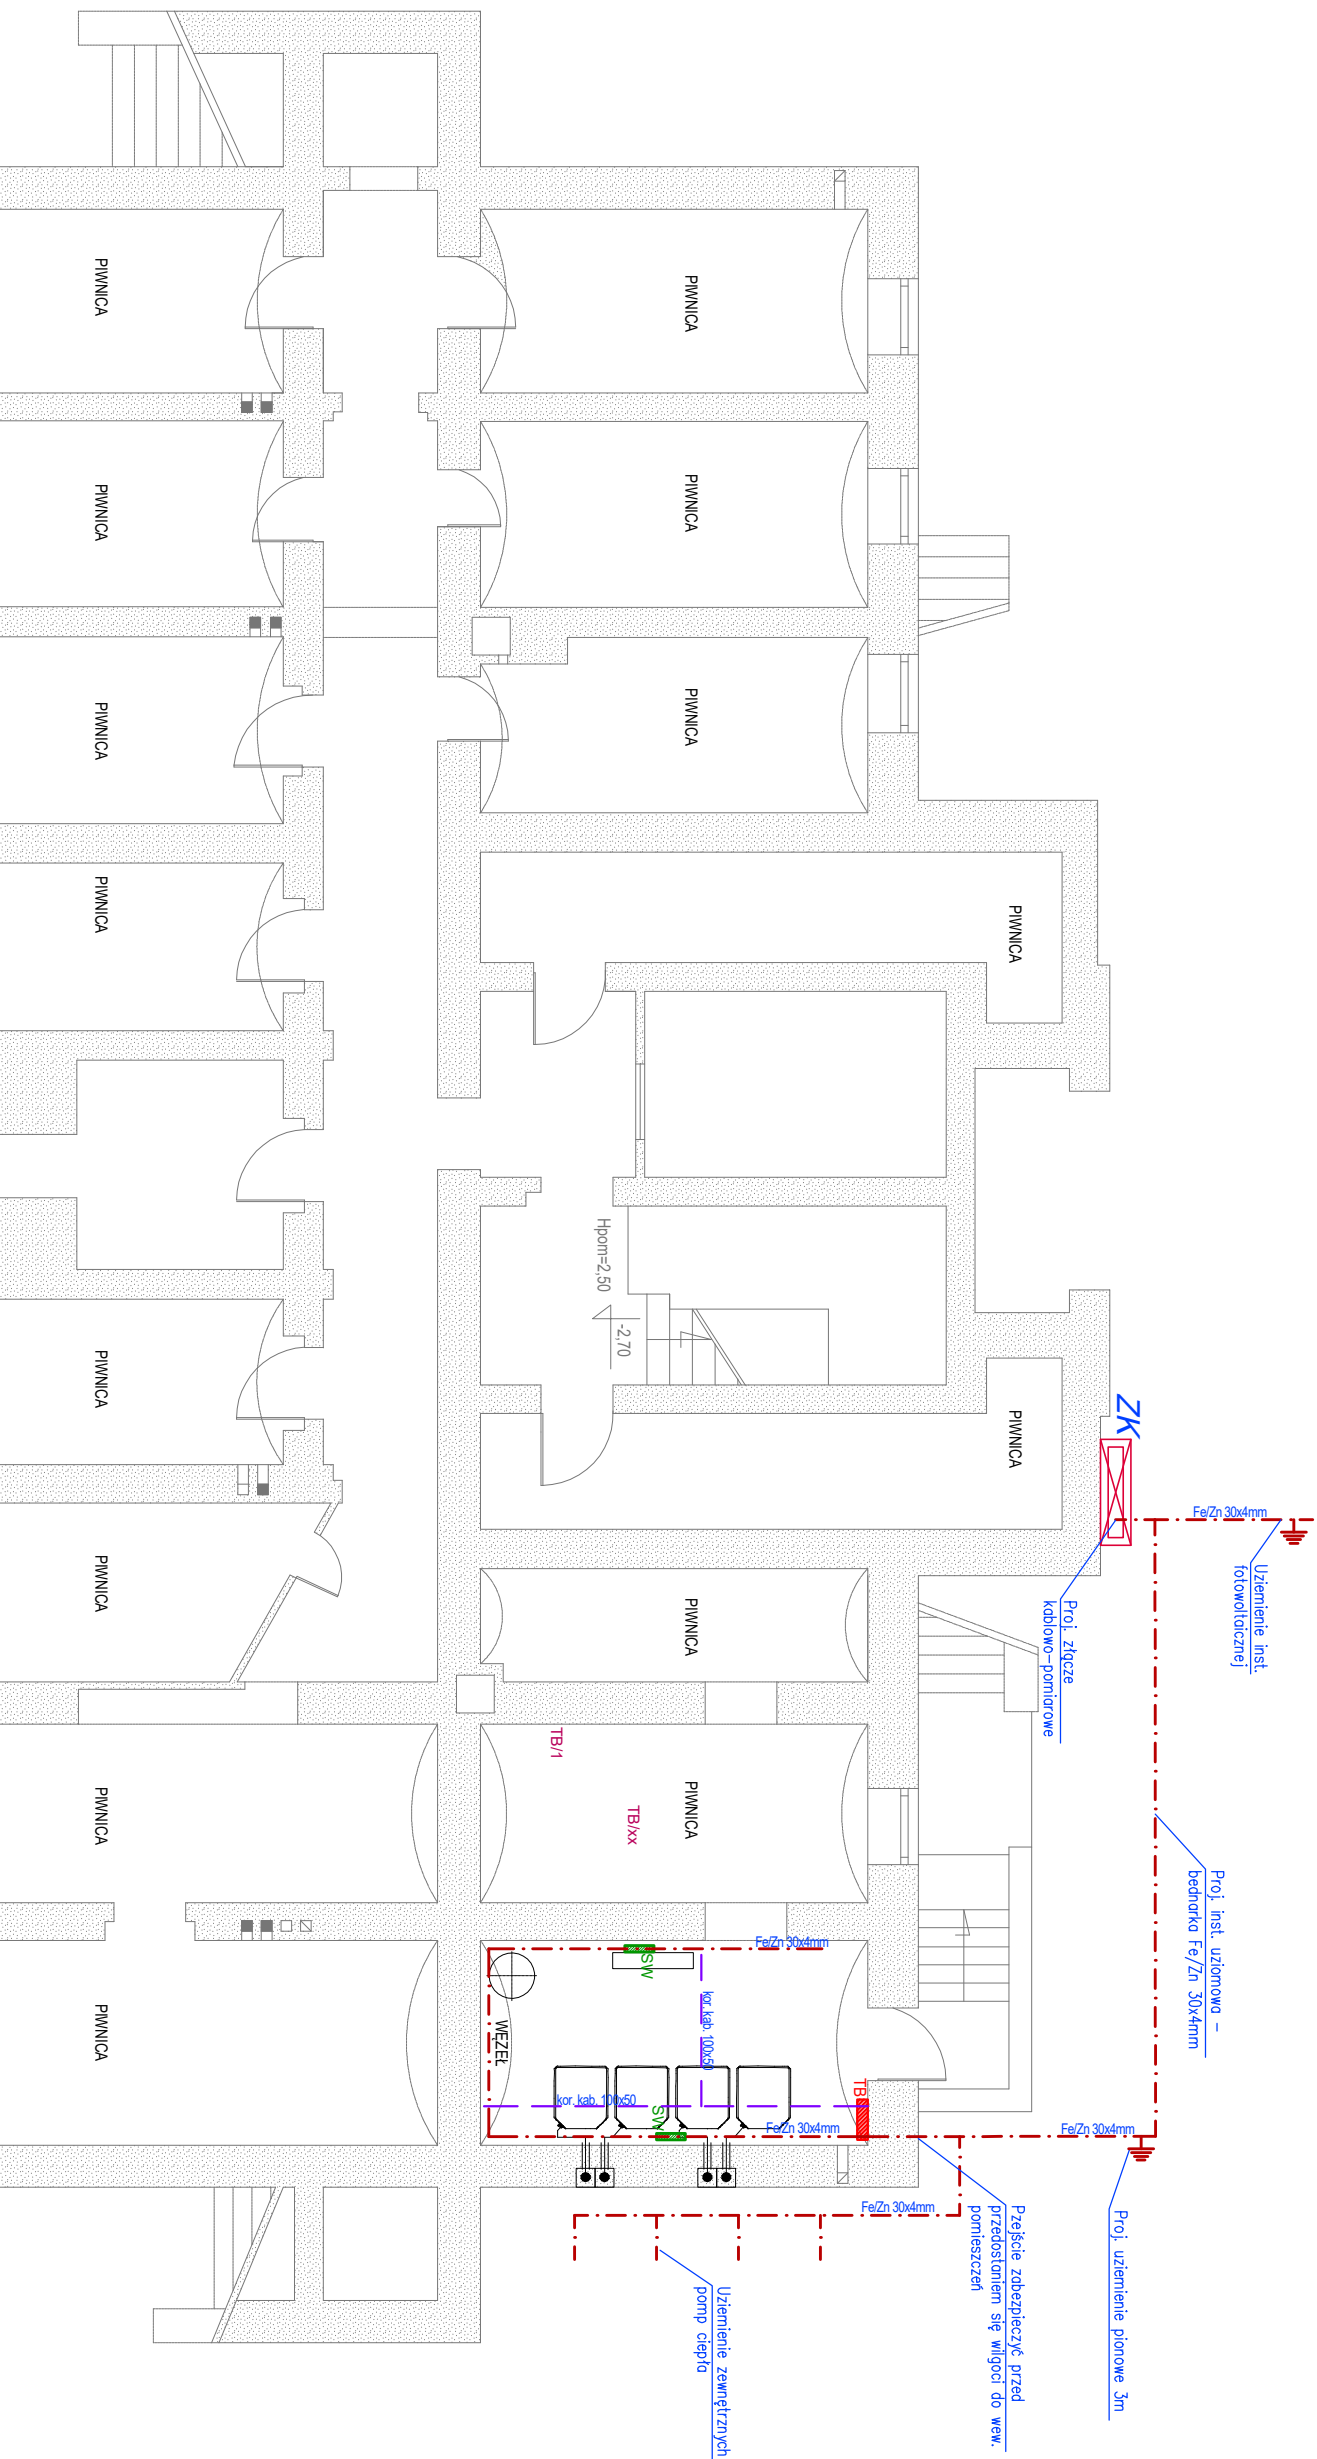 PIWNICA
PIWNICA
PIWNICA
PIWNICA
PIWNICA
PIWNICA
PIWNICA
PIWNICA
PIWNICA
Hpom=2,50
-2,70
PIWNICA
PIWNICA
ZK
Fe/Zn 30x4mm
Uziemienie inst.
fotowoltaicznej
Proj. złącze
kablowo-pomiarowe
PIWNICA
PIWNICA
TB/1
TB/xx
PIWNICA
PIWNICA
Proj. inst. uziomowa -
bednarka Fe/Zn 30x4mm
Fe/Zn 30x4mm
SW
kor. kab. 100x50
WĘZEŁ
PIWNICA
kor. kab. 100x50
SW
TB
Fe/Zn 30x4mm
Fe/Zn 30x4mm
Fe/Zn 30x4mm
Pzejście zabezpieczyć przed
przedostaniem się wilgoci do wew.
pomieszczeń
Proj. uziemienie pionowe 3m
Uziemienie zewnętrznych
pomp ciepła